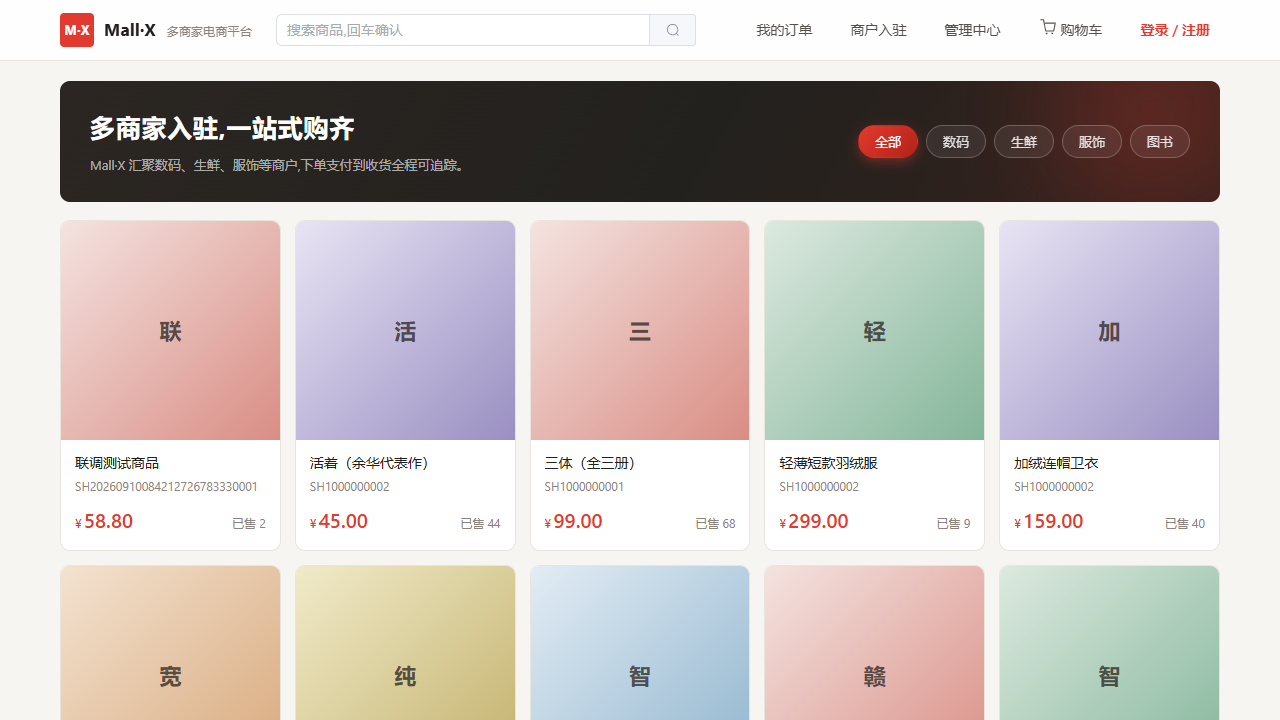 M·X Mall·X 多商家电商平台 搜索商品,回车确认 我的订单 商户入驻 管理中心 购物车 登录 / 注册
多商家入驻,一站式购齐
Mall·X 汇聚数码、生鲜、服饰等商户,下单支付到收货全程可追踪。
全部 数码 生鲜 服饰 图书
联 活 三 轻 加
联调测试商品
SH20260910084212726783330001
¥58.80 已售 2
活着（余华代表作）
SH1000000002
¥45.00 已售 44
三体（全三册）
SH1000000001
¥99.00 已售 68
轻薄短款羽绒服
SH1000000002
¥299.00 已售 9
加绒连帽卫衣
SH1000000002
¥159.00 已售 40
宽 纯 智 赣 智